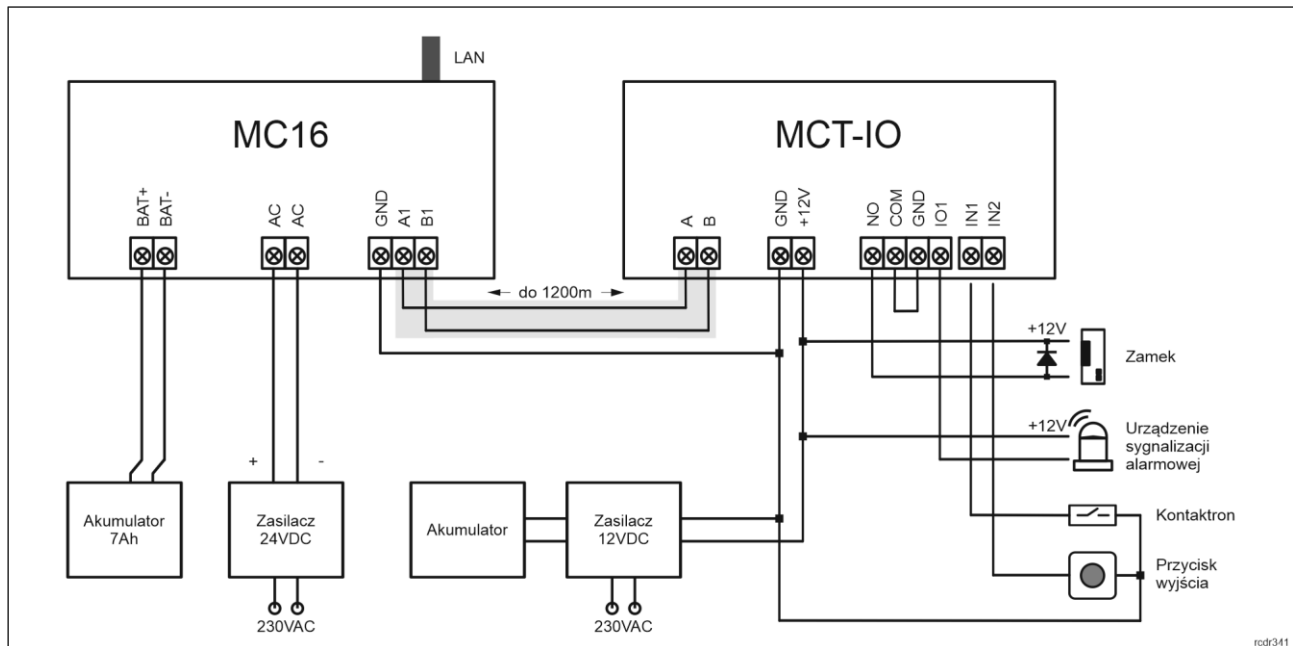 LAN
MC16
MCT-IO
BAT+
BAT-
AC
AC
GND
A1
B1
A
B
GND
+12V
NO
COM
GND
IO1
IN1
IN2
do 1200m
+12V
Zamek
+12V
Urządzenie
sygnalizacji
alarmowej
+
-
Akumulator
7Ah
Zasilacz
24VDC
Akumulator
Zasilacz
12VDC
Kontaktron
Przycisk
wyjścia
230VAC
230VAC
rcdr341